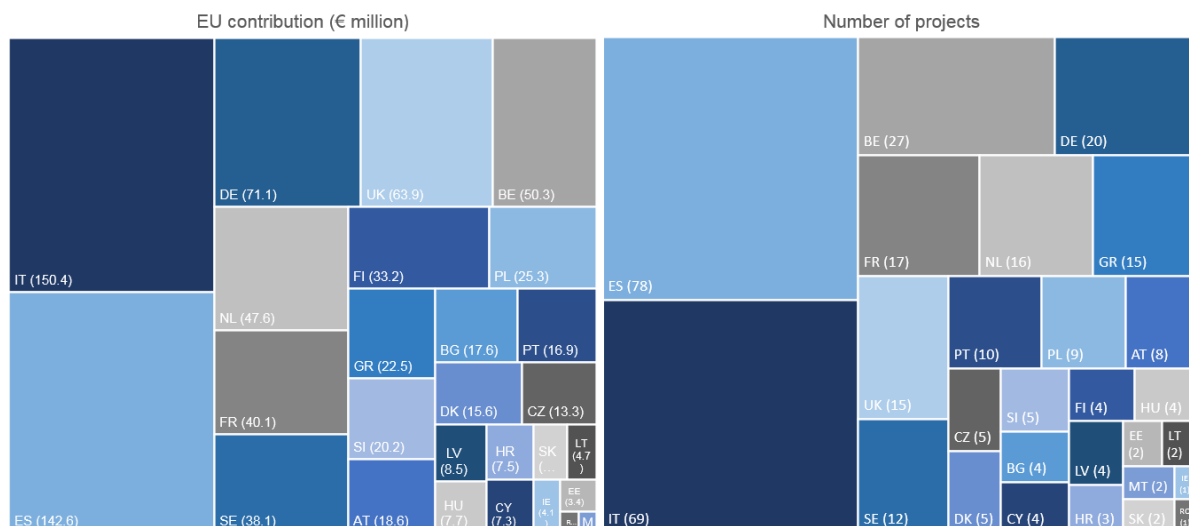 EU contribution (€ million)
IT (150.4)
ES (142.6)
DE (71.1)
UK (63.9)
BE (50.3)
NL (47.6)
FR (40.1)
SE (38.1)
FI (33.2)
PL (25.3)
GR (22.5)
SI (20.2)
AT (18.6)
BG (17.6)
PT (16.9)
DK (15.6)
CZ (13.3)
LV
(8.5)
HR
(7.5)
SK
(...
LT
(4.7
)
HU
(7.7)
CY
(7.3)
IE
(4.1
)
EE
(3.4)
R...
M
Number of projects
ES (78)
IT (69)
BE (27)
DE (20)
FR (17)
NL (16)
GR (15)
UK (15)
SE (12)
PT (10)
PL (9)
AT (8)
CZ (5)
SI (5)
FI (4)
HU (4)
BG (4)
LV (4)
EE
(2)
LT
(2)
MT (2)
IE
(1)
DK (5)
CY (4)
HR (3)
SK (2)
RO